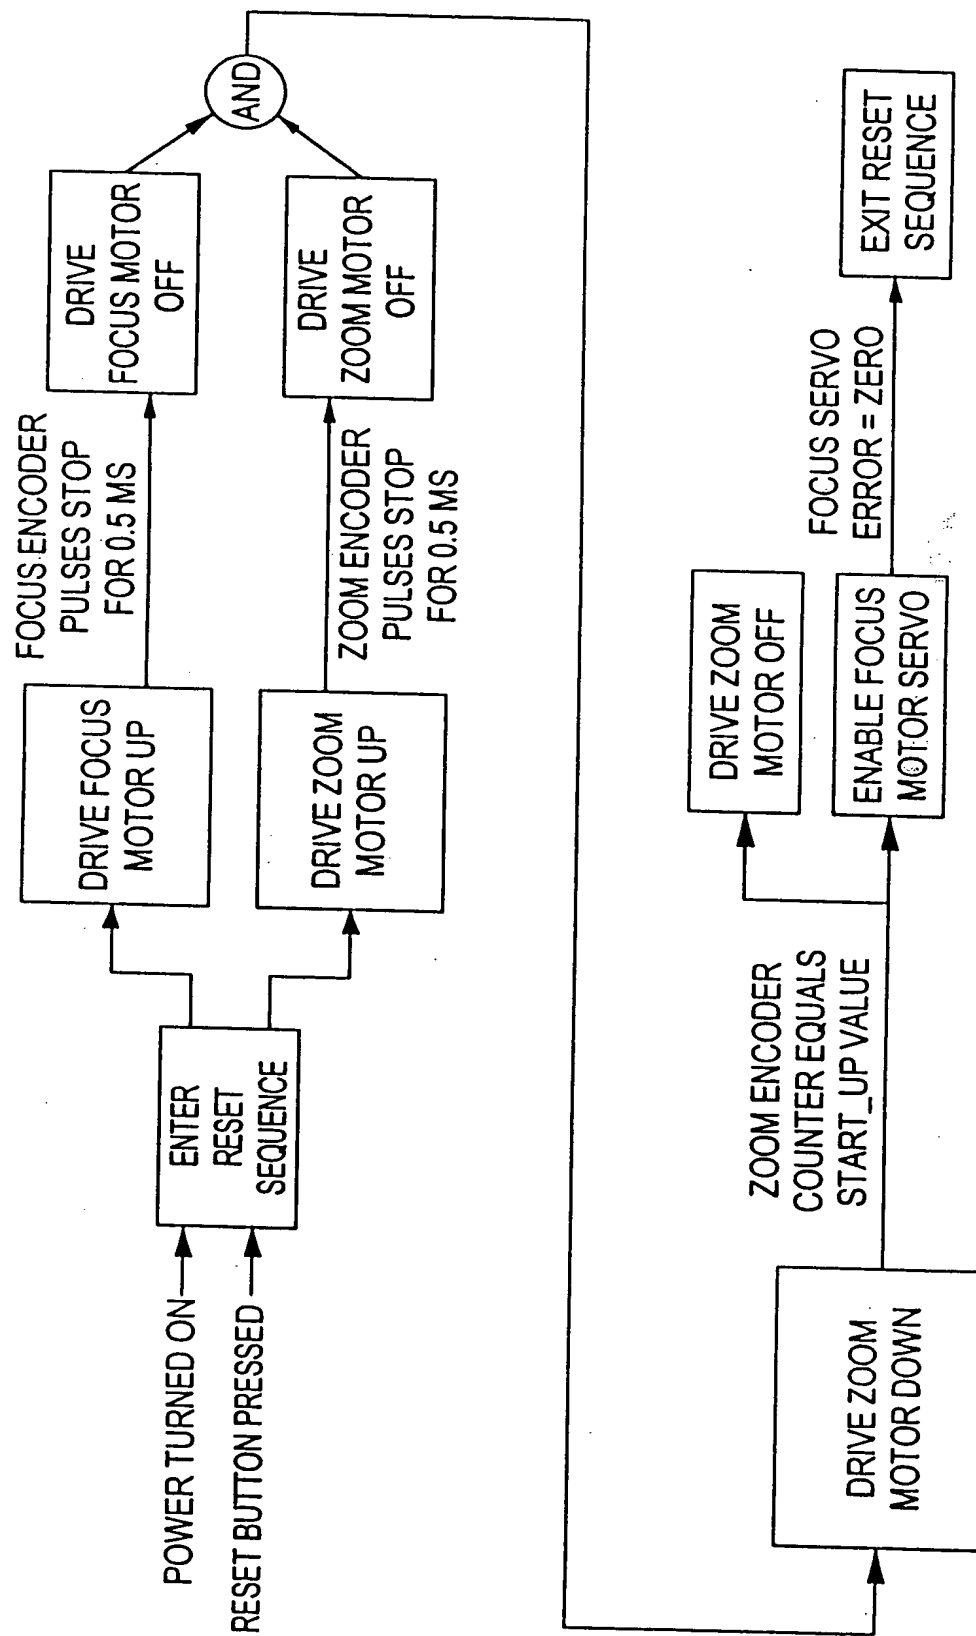 POWER TURNED ON
RESET BUTTON PRESSED
ENTER
RESET
SEQUENCE
DRIVE FOCUS
MOTOR UP
DRIVE ZOOM
MOTOR UP
FOCUS ENCODER
PULSES STOP
FOR 0.5 MS
ZOOM ENCODER
PULSES STOP
FOR 0.5 MS
DRIVE
FOCUS MOTOR
OFF
DRIVE
ZOOM MOTOR
OFF
AND
DRIVE ZOOM
MOTOR DOWN
ZOOM ENCODER
COUNTER EQUALS
START_UP VALUE
DRIVE ZOOM
MOTOR OFF
ENABLE FOCUS
MOTOR SERVO
FOCUS SERVO
ERROR = ZERO
EXIT RESET
SEQUENCE